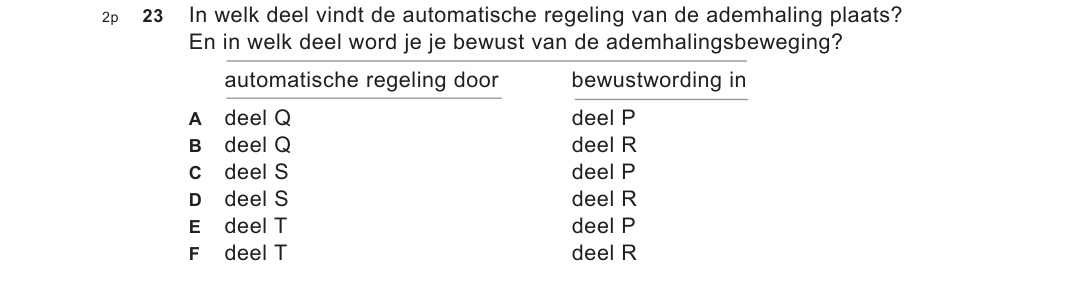 2p 23 In welk deel vindt de automatische regeling van de ademhaling plaats?
En in welk deel word je je bewust van de ademhalingsbeweging?
automatische regeling door bewustwording in
A deel Q deel P
B deel Q deel R
C deel S deel P
D deel S deel R
E deel T deel P
F deel T deel R